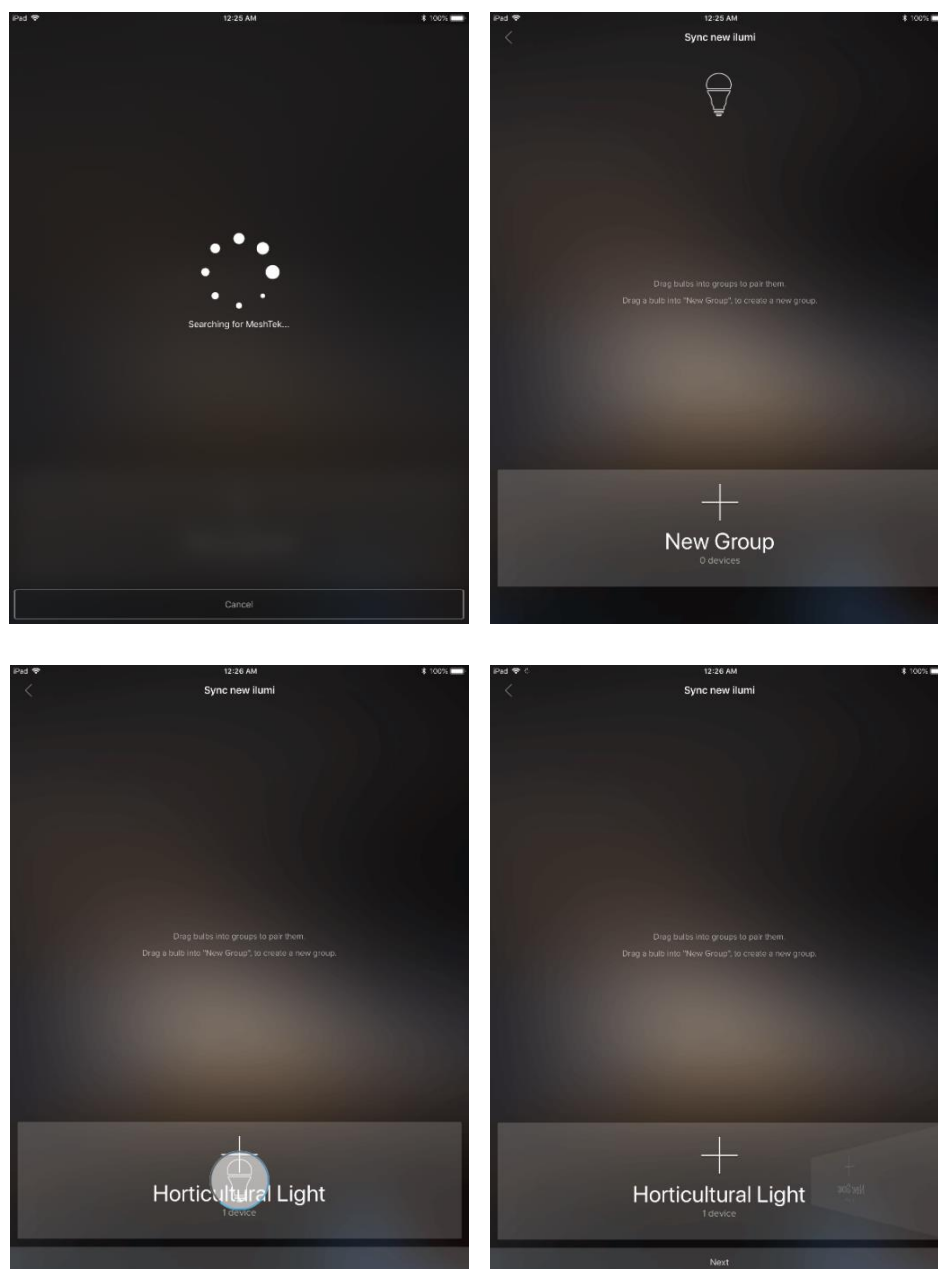 iPad 12:25 AM 100%
Searching for MeshTek...
Cancel
iPad 12:25 AM 100%
Sync new ilumi
Drag bulbs into groups to pair them.
Drag a bulb into "New Group", to create a new group.
New Group
0 devices
iPad 12:26 AM 100%
Sync new ilumi
Drag bulbs into groups to pair them.
Drag a bulb into "New Group", to create a new group.
Horticultural Light
1 device
iPad 12:26 AM 100%
Sync new ilumi
Drag bulbs into groups to pair them.
Drag a bulb into "New Group", to create a new group.
Horticultural Light
1 device
Next